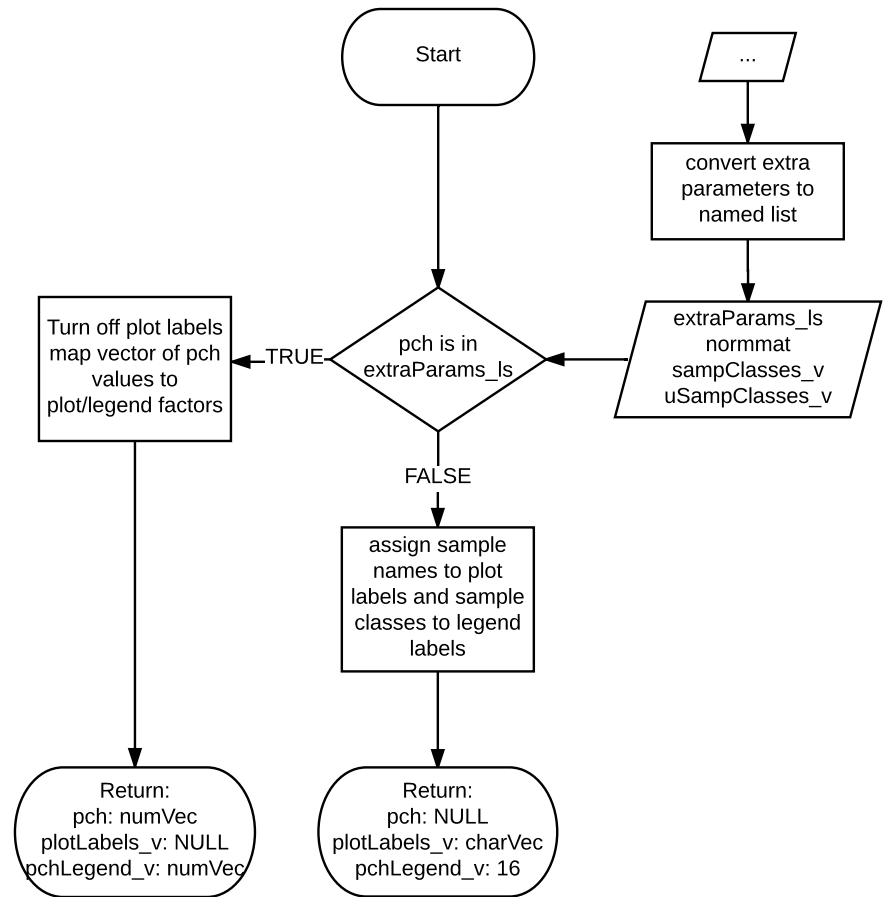 Start
...
convert extra
parameters to
named list
extraParams_ls
normmat
sampClasses_v
uSampClasses_v
pch is in
extraParams_ls
TRUE
Turn off plot labels
map vector of pch
values to
plot/legend factors
FALSE
assign sample
names to plot
labels and sample
classes to legend
labels
Return:
pch: numVec
plotLabels_v: NULL
pchLegend_v: numVec
Return:
pch: NULL
plotLabels_v: charVec
pchLegend_v: 16